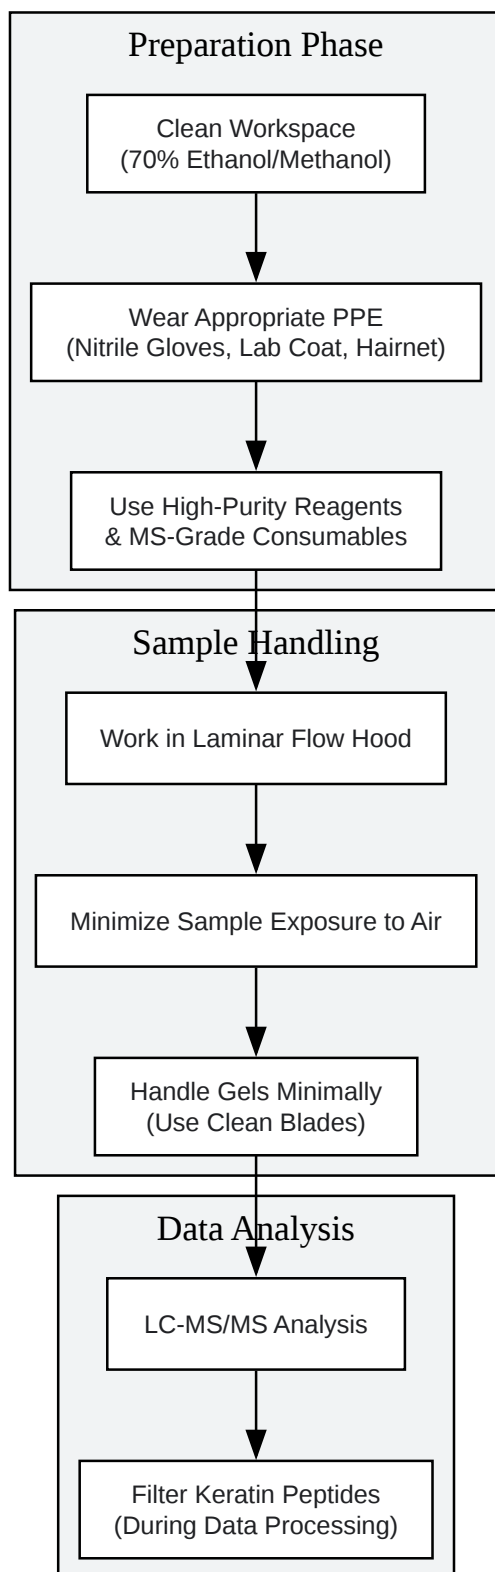 Preparation Phase
Clean Workspace
(70% Ethanol/Methanol)
Wear Appropriate PPE
(Nitrile Gloves, Lab Coat, Hairnet)
Use High-Purity Reagents
& MS-Grade Consumables
Sample Handling
Work in Laminar Flow Hood
Minimize Sample Exposure to Air
Handle Gels Minimally
(Use Clean Blades)
Data Analysis
LC-MS/MS Analysis
Filter Keratin Peptides
(During Data Processing)